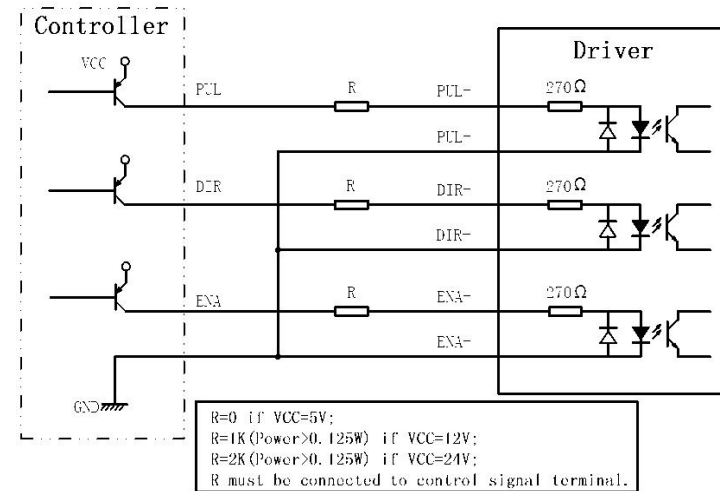 Controller
Driver
VCC
PUL
R
PUL-
270Ω
PUL-
DIR
R
DIR-
270Ω
DIR-
ENA
R
ENA-
270Ω
ENA-
GND
R=0 if VCC=5V;
R=1K(Power>0.125W) if VCC=12V;
R=2K(Power>0.125W) if VCC=24V;
R must be connected to control signal terminal.